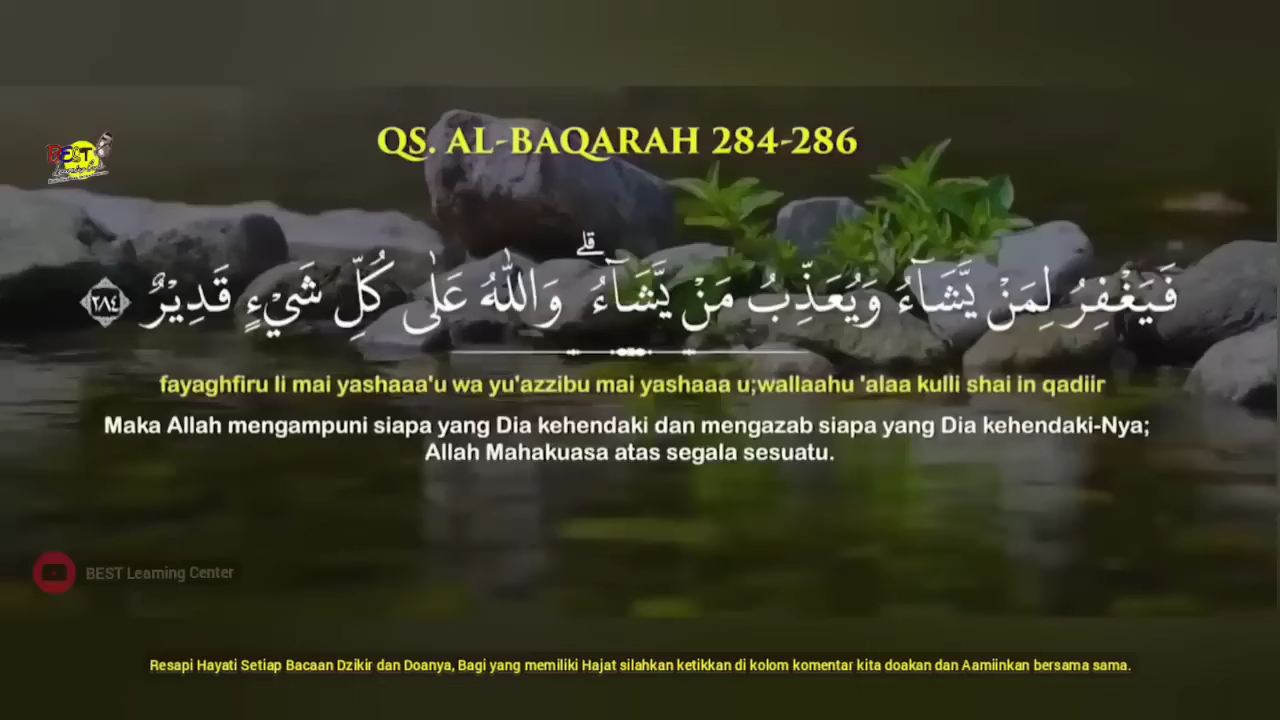 BEST
QS. AL-BAQARAH 284-286
فَيَغْفِرُ لِمَنْ يَّشَاۤءُ وَيُعَذِّبُ مَنْ يَّشَاۤءُ ۗ وَاللّٰهُ عَلٰى كُلِّ شَيْءٍ قَدِيْرٌ ٢٨٤
fayaghfiru li mai yashaaa'u wa yu'azzibu mai yashaaa u;wallaahu 'alaa kulli shai in qadiir
Maka Allah mengampuni siapa yang Dia kehendaki dan mengazab siapa yang Dia kehendaki-Nya;
Allah Mahakuasa atas segala sesuatu.
BEST Learning Center
Resapi Hayati Setiap Bacaan Dzikir dan Doanya, Bagi yang memiliki Hajat silahkan ketikkan di kolom komentar kita doakan dan Aamiinkan bersama sama.